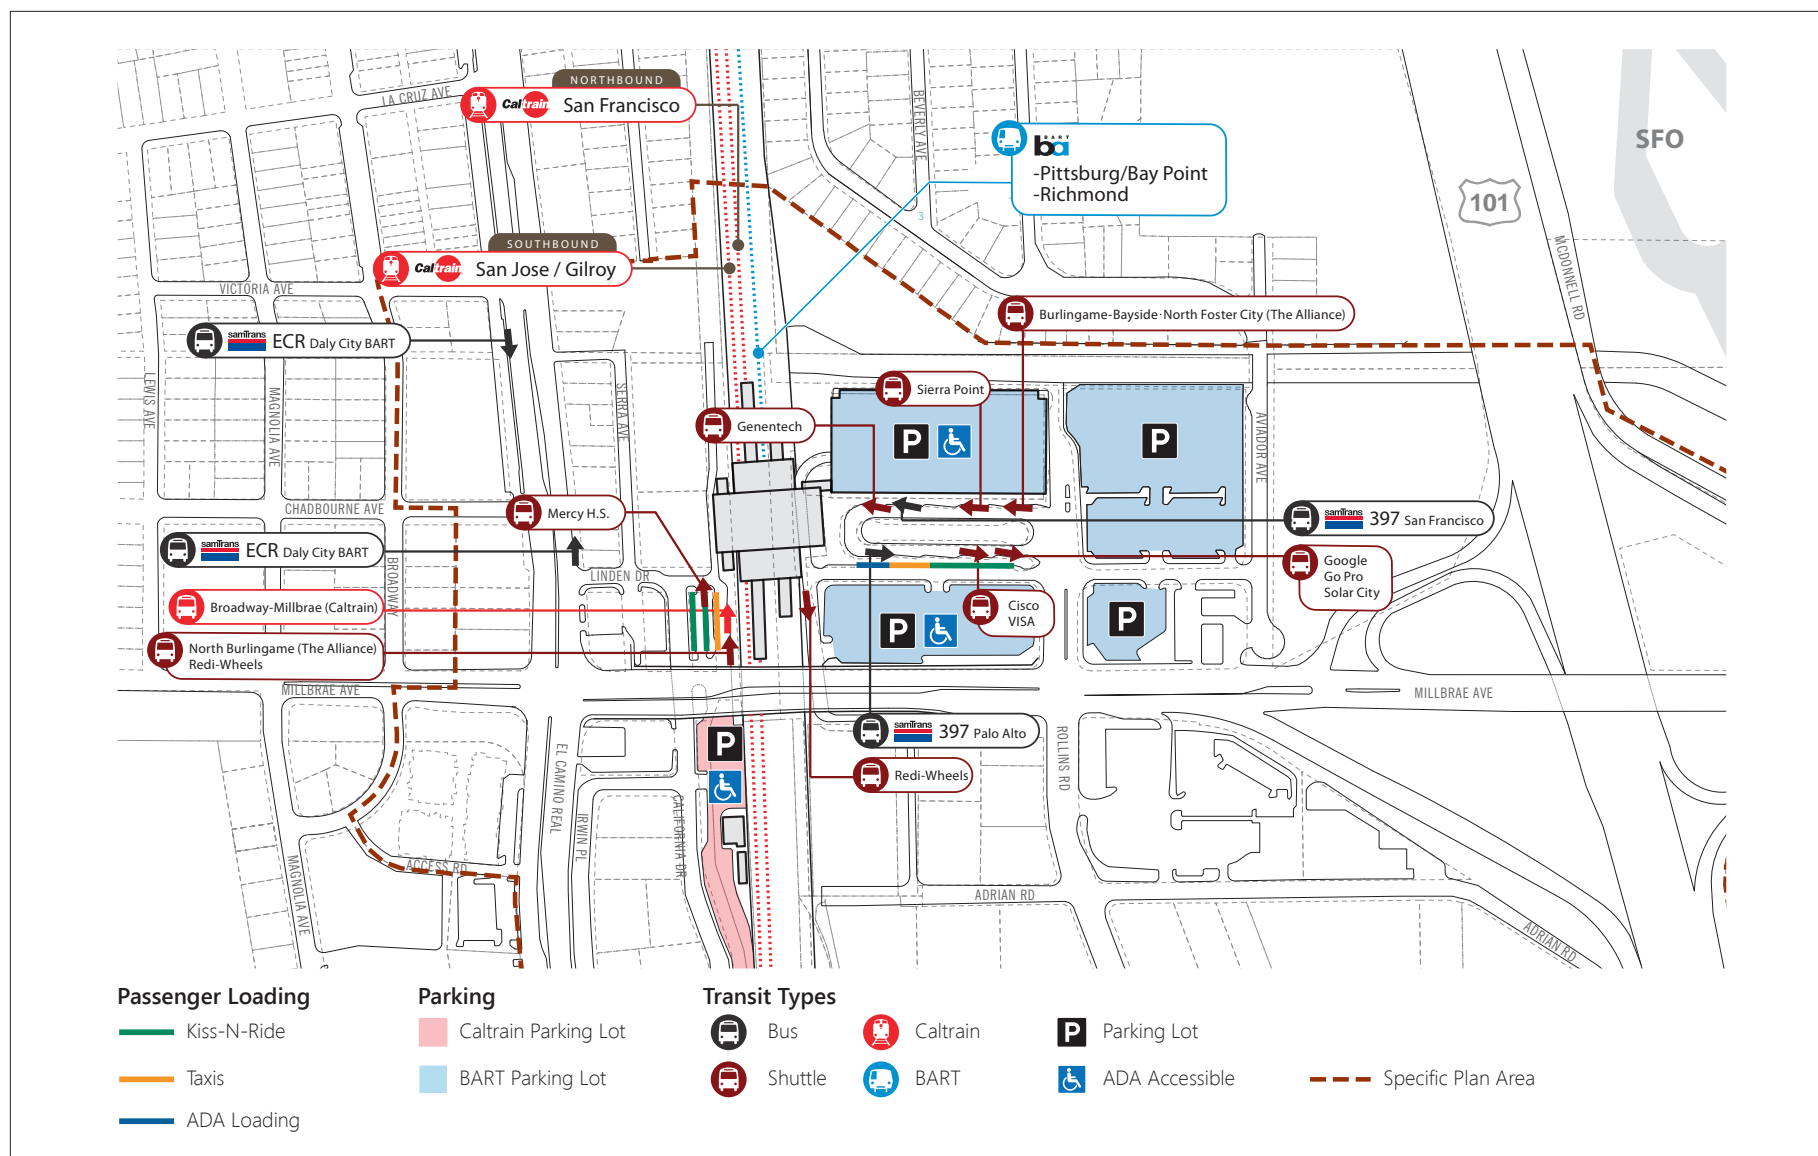 LA CRUZ AVE
NORTHBOUND
Caltrain San Francisco
BEVERLY AVE
BART
ba
-Pittsburg/Bay Point
-Richmond
3
SFO
101
MCDONNELL RD
SOUTHBOUND
Caltrain San Jose / Gilroy
VICTORIA AVE
samTrans ECR Daly City BART
Burlingame-Bayside·North Foster City (The Alliance)
LEWIS AVE
MAGNOLIA AVE
SERRA AVE
Sierra Point
Genentech
P
P
AVIADOR AVE
CHADBOURNE AVE
Mercy H.S.
samTrans 397 San Francisco
samTrans ECR Daly City BART
BROADWAY
LINDEN DR
Google
Go Pro
Solar City
Broadway-Millbrae (Caltrain)
Cisco
VISA
P
P
North Burlingame (The Alliance)
Redi-Wheels
MILLBRAE AVE
MILLBRAE AVE
samTrans 397 Palo Alto
P
Redi-Wheels
EL CAMINO REAL
IRWIN PL
CALIFORNIA DR
ROLLINS RD
MAGNOLIA AVE
ACCESS RD
ADRIAN RD
ADRIAN RD
Passenger Loading
Kiss-N-Ride
Taxis
ADA Loading
Parking
Caltrain Parking Lot
BART Parking Lot
Transit Types
Bus
Shuttle
Caltrain
BART
P Parking Lot
ADA Accessible
Specific Plan Area